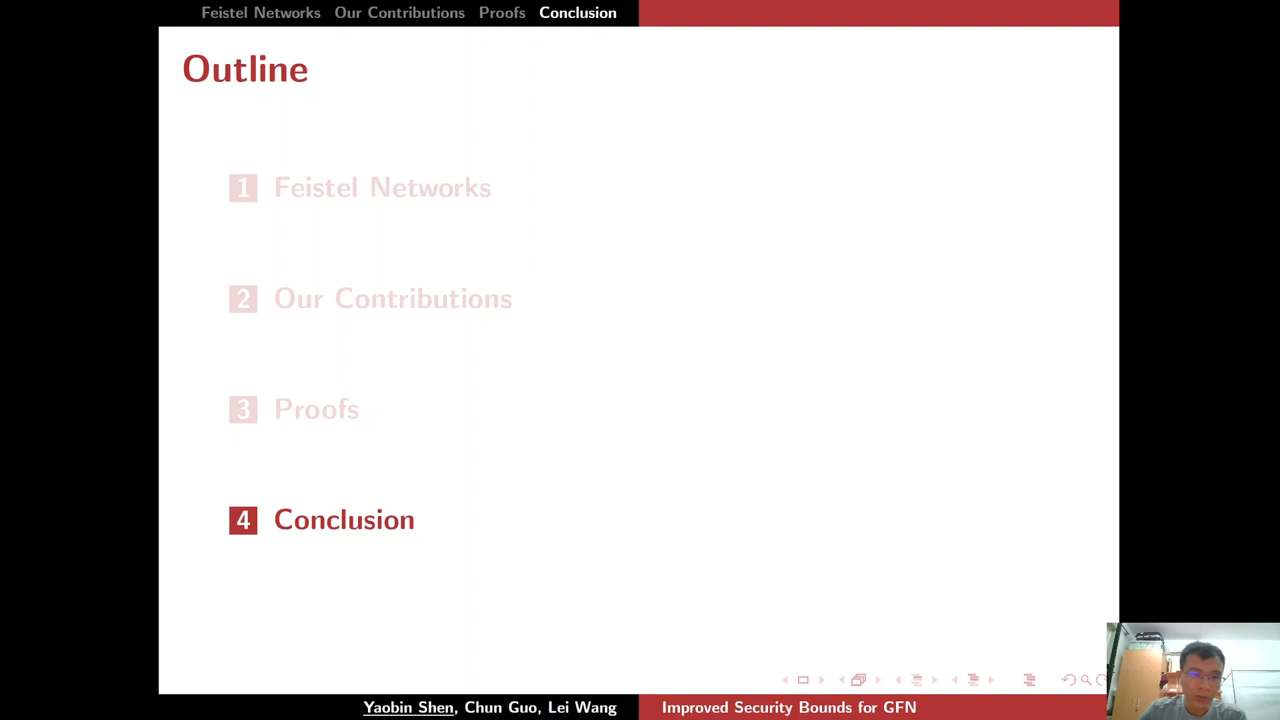 Feistel Networks Our Contributions Proofs Conclusion
Outline
1 Feistel Networks
2 Our Contributions
3 Proofs
4 Conclusion
Yaobin Shen, Chun Guo, Lei Wang
Improved Security Bounds for GFN